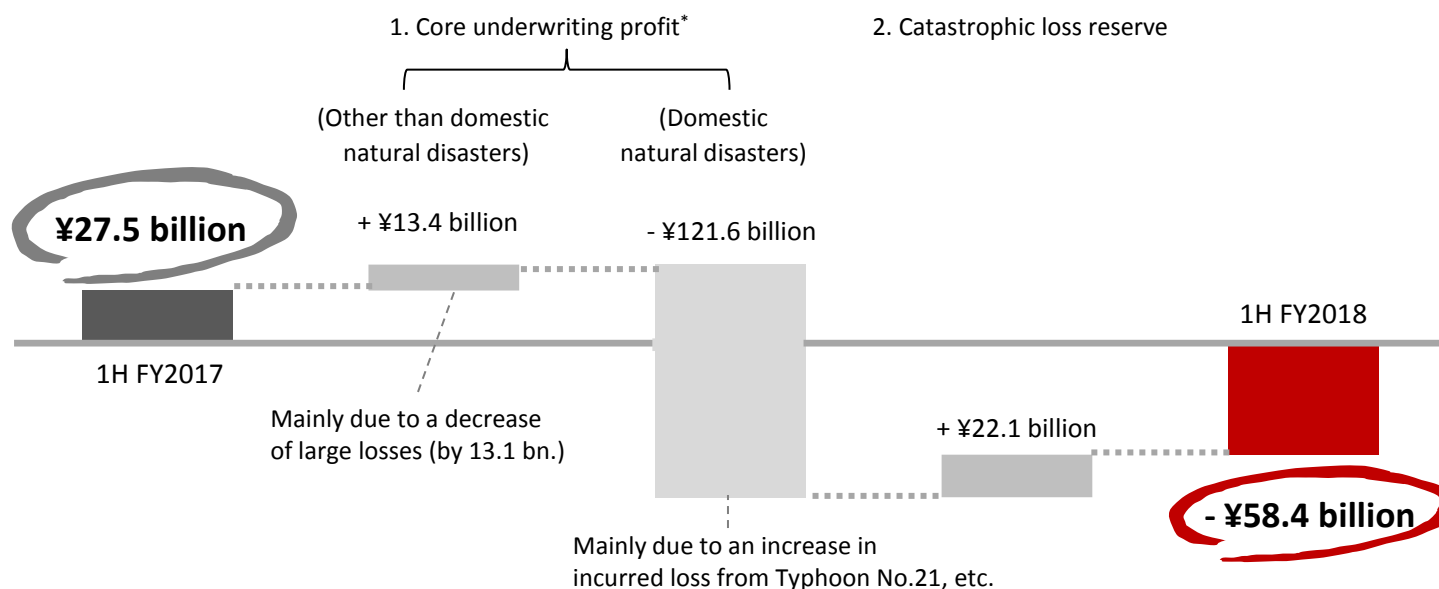 1. Core underwriting profit*
2. Catastrophic loss reserve
(Other than domestic
natural disasters)
(Domestic
natural disasters)
¥27.5 billion
+ ¥13.4 billion
- ¥121.6 billion
1H FY2018
1H FY2017
Mainly due to a decrease
of large losses (by 13.1 bn.)
+ ¥22.1 billion
- ¥58.4 billion
Mainly due to an increase in
incurred loss from Typhoon No.21, etc.